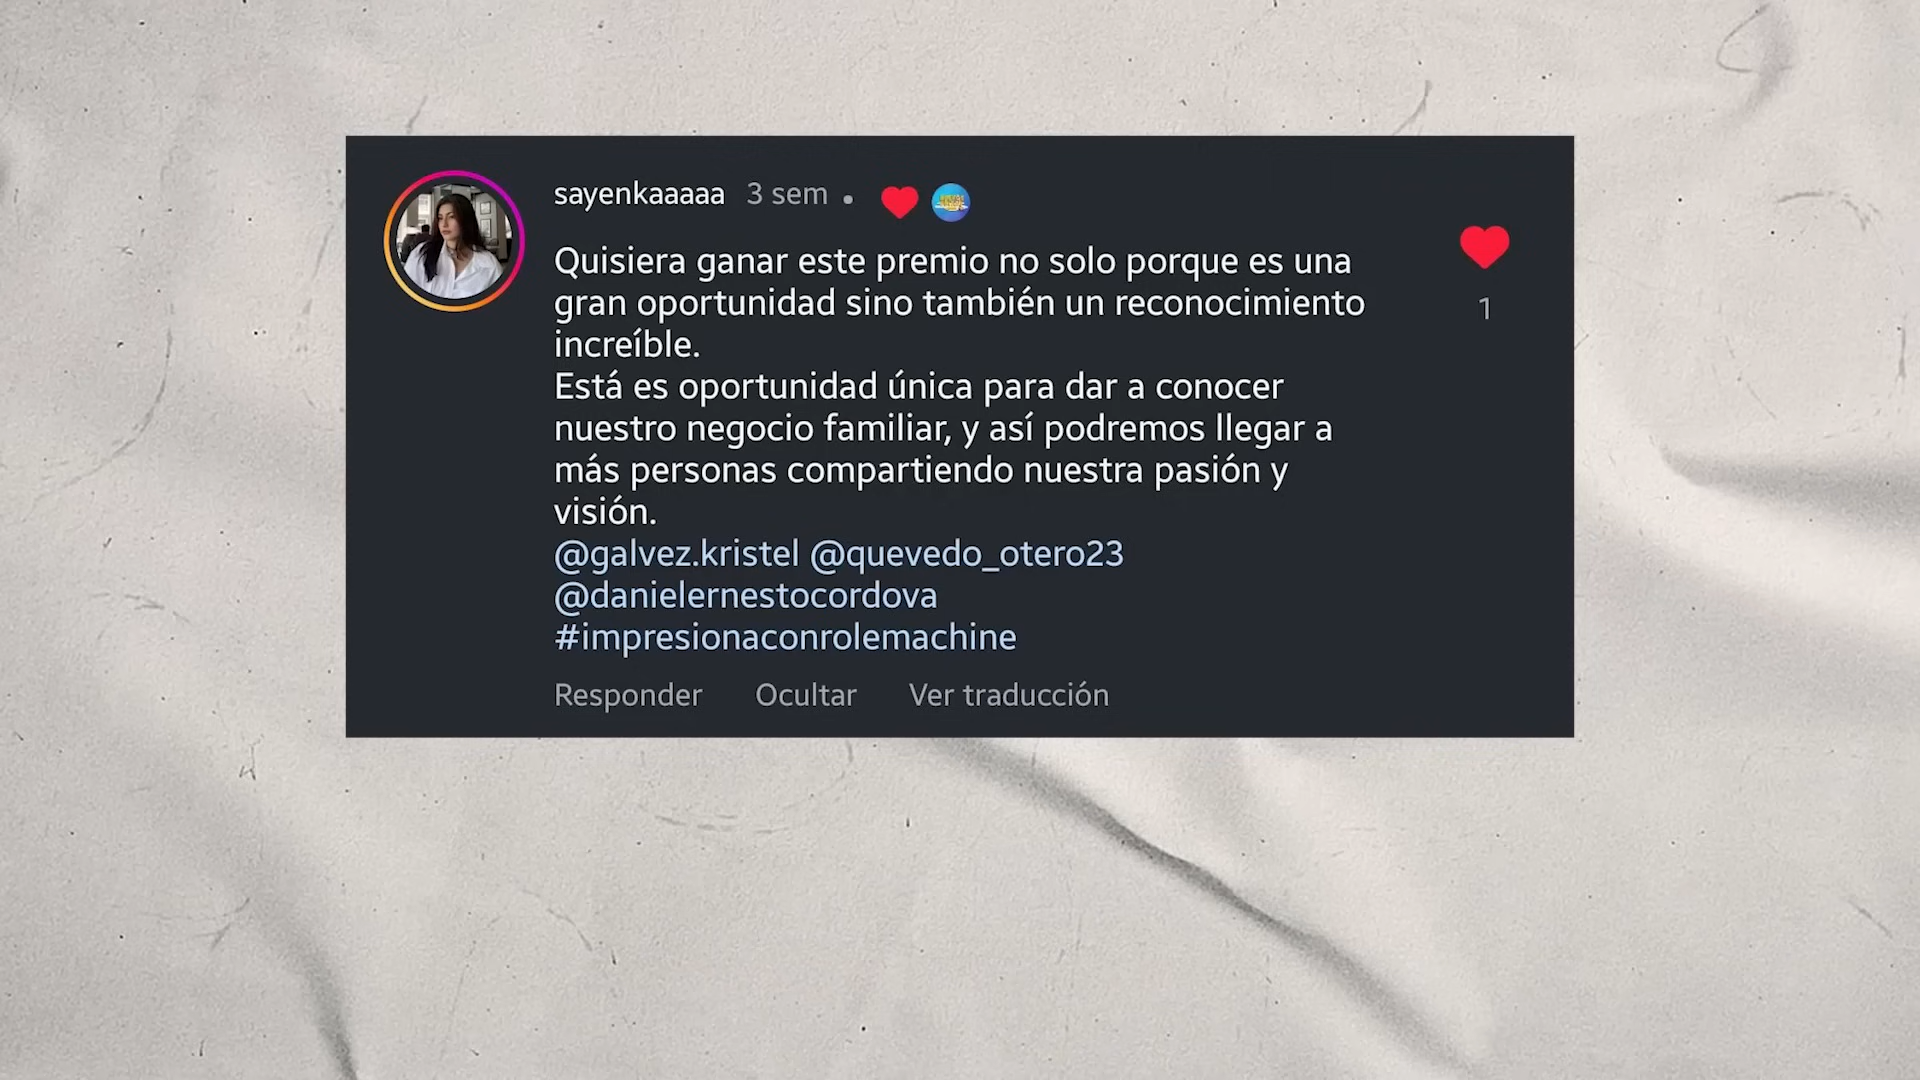 sayenkaaaaa 3 sem .
Quisiera ganar este premio no solo porque es una
gran oportunidad sino también un reconocimiento
increíble.
Está es oportunidad única para dar a conocer
nuestro negocio familiar, y así podremos llegar a
más personas compartiendo nuestra pasión y
visión.
@galvez.kristel @quevedo_otero23
@danielernestocordova
#impresionaconrolemachine
1
Responder Ocultar Ver traducción